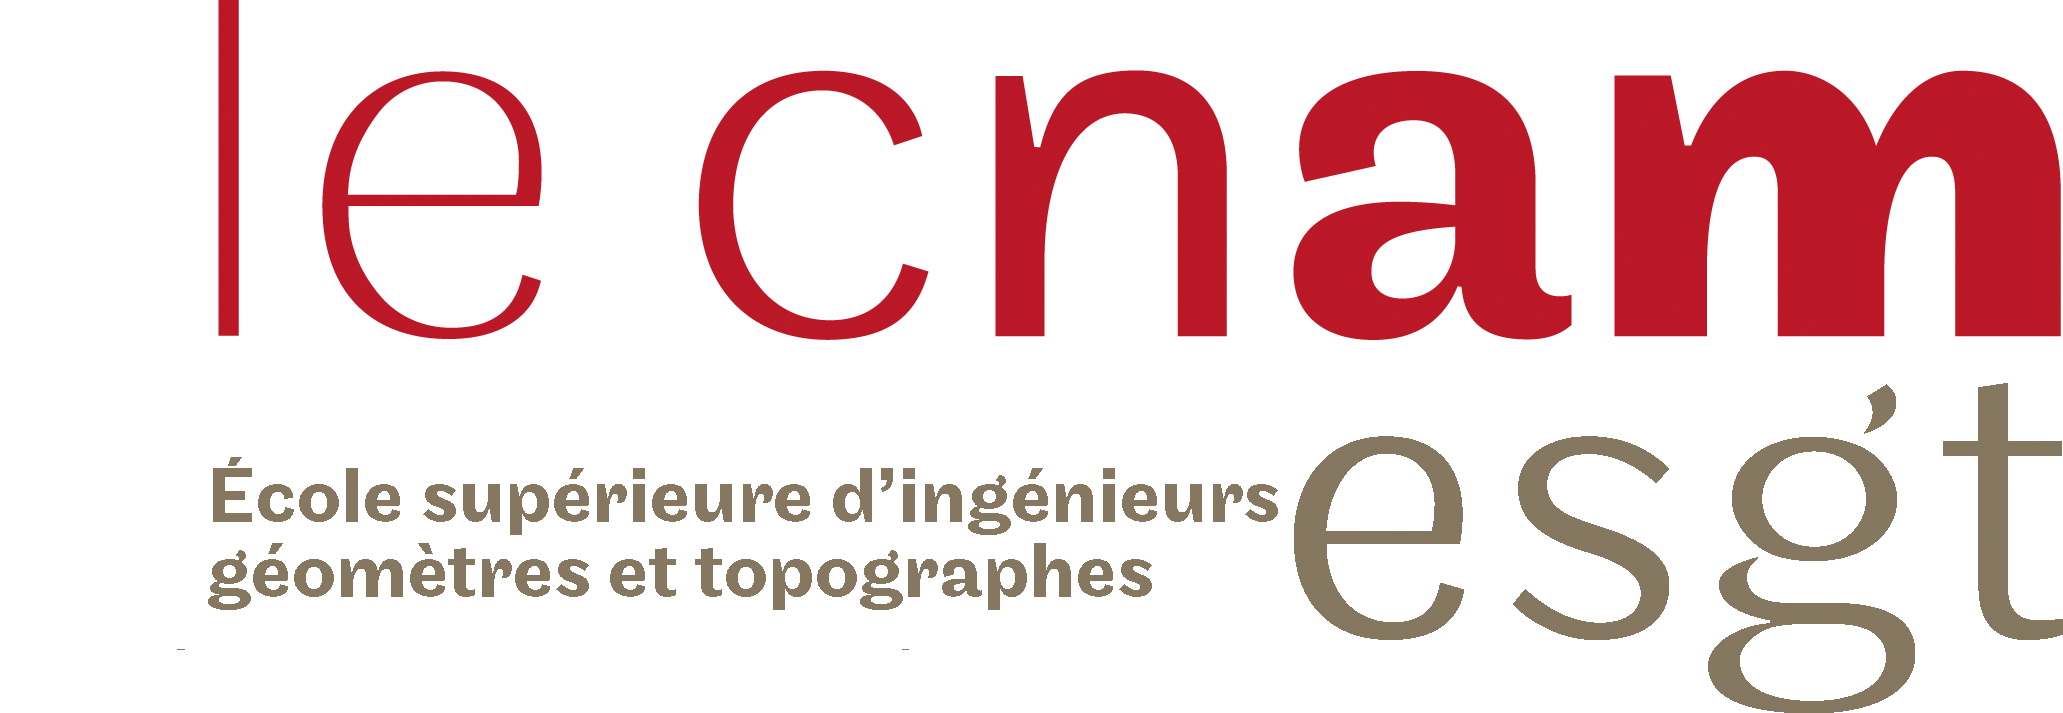 le cnam
esgt
École supérieure d’ingénieurs
géomètres et topographes